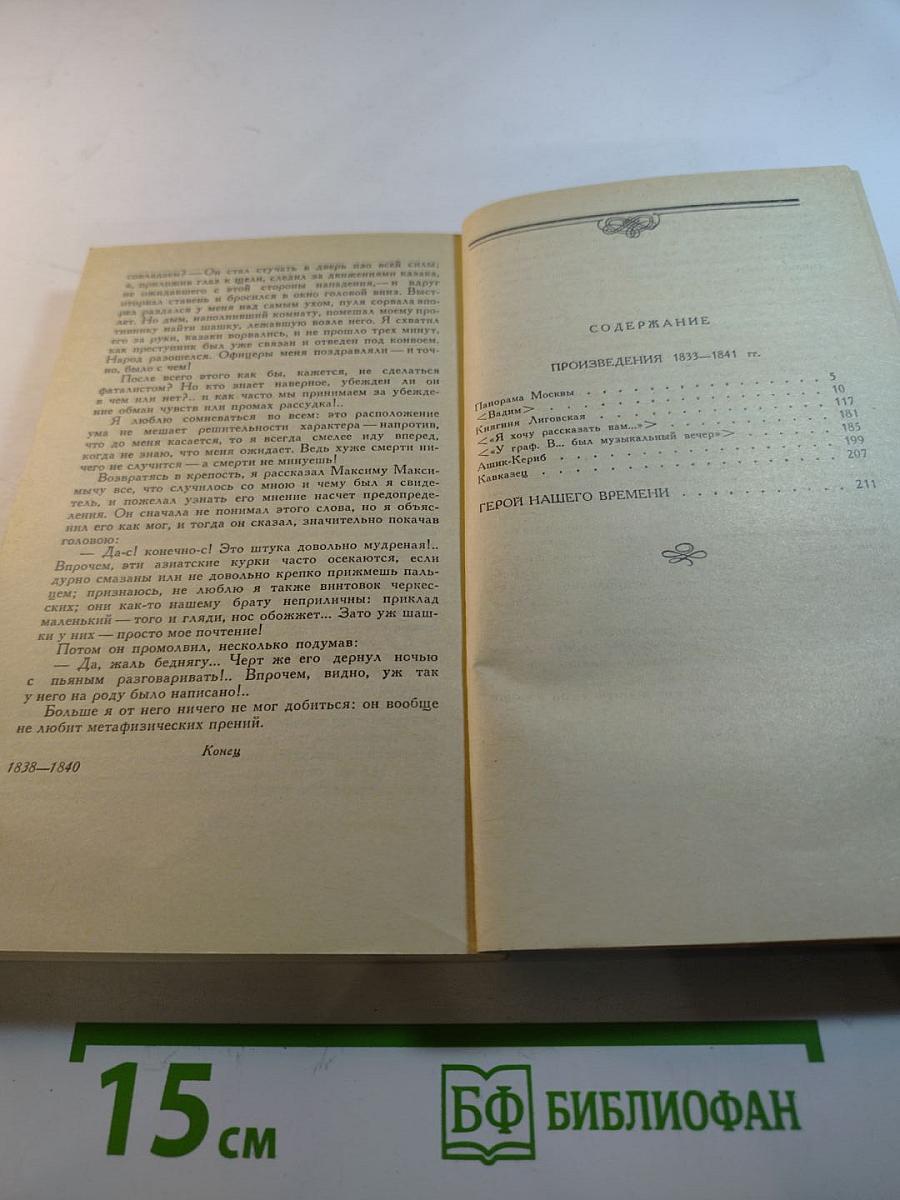 совладаем? — Он стал стучать в дверь изо всей силы;
я, приложив глаз к щели, следил за движениями казака,
не ожидавшего с этой стороны нападения, — и вдруг
оторвал ставень и бросился в окно головой вниз. Выст-
рел раздался у меня над самым ухом, пуля сорвала эпо-
лет. Но дым, наполнивший комнату, помешал моему про-
тивнику найти шашку, лежавшую возле него. Я схватил
его за руки, казаки ворвались, и не прошло трех минут,
как преступник был уже связан и отведен под конвоем.
Народ разошелся. Офицеры меня поздравляли — и точ-
но, было с чем!
После всего этого как бы, кажется, не сделаться
фаталистом? Но кто знает наверное, убежден ли он
в чем или нет?.. и как часто мы принимаем за убежде-
ние обман чувств или промах рассудка!..
Я люблю сомневаться во всем: это расположение
ума не мешает решительности характера — напротив,
что до меня касается, то я всегда смелее иду вперед,
когда не знаю, что меня ожидает. Ведь хуже смерти ни-
чего не случится — а смерти не минуешь!
Возвратясь в крепость, я рассказал Максиму Макси-
мычу все, что случилось со мною и чему был я свиде-
тель, и пожелал узнать его мнение насчет предопреде-
ления. Он сначала не понимал этого слова, но я объяс-
нил его как мог, и тогда он сказал, значительно покачав
головою:
— Да-с! конечно-с! Это штука довольно мудреная!..
Впрочем, эти азиатские курки часто осекаются, если
дурно смазаны или не довольно крепко прижмешь паль-
цем; признаюсь, не люблю я также винтовок черкес-
ских; они как-то нашему брату неприличны: приклад
маленький — того и гляди, нос обожжет... Зато уж шаш-
ки у них — просто мое почтение!
Потом он промолвил, несколько подумав:
— Да, жаль беднягу... Черт же его дернул ночью
с пьяным разговаривать!.. Впрочем, видно, уж так
у него на роду было написано!..
Больше я от него ничего не мог добиться: он вообще
не любит метафизических прений.
Конец
1838—1840
СОДЕРЖАНИЕ
ПРОИЗВЕДЕНИЯ 1833—1841 гг.
Панорама Москвы . . . . . . . . . . . . . 5
<Вадим> . . . . . . . . . . . . . 10
Княгиня Лиговская . . . . . . . . . . . . . 117
<«Я хочу рассказать вам...»> . . . . . . . . . . 181
<«У граф. В... был музыкальный вечер»> . . . . . . 185
Ашик-Кериб . . . . . . . . . . . . . 199
Кавказец . . . . . . . . . . . . . 207
ГЕРОЙ НАШЕГО ВРЕМЕНИ . . . . . . . . . . 211
15 см
БФ БИБЛИОФАН